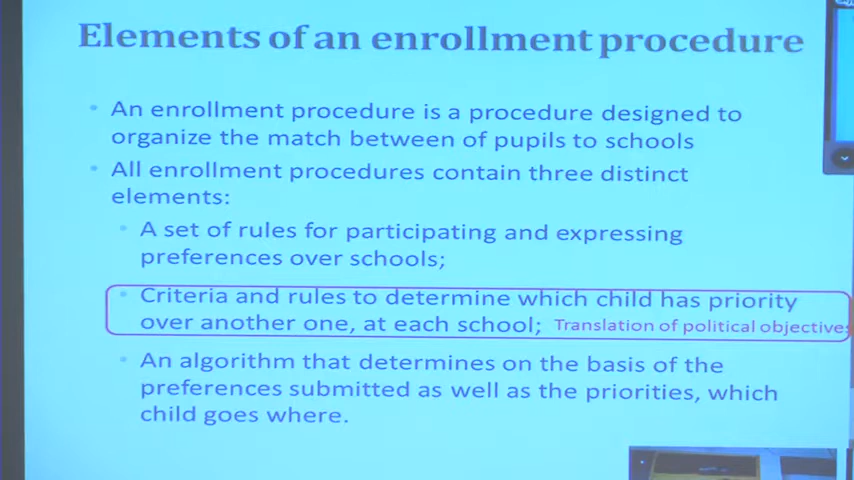 Elements of an enrollment procedure
• An enrollment procedure is a procedure designed to
organize the match between of pupils to schools
• All enrollment procedures contain three distinct
elements:
• A set of rules for participating and expressing
preferences over schools;
• Criteria and rules to determine which child has priority
over another one, at each school; Translation of political objectives
• An algorithm that determines on the basis of the
preferences submitted as well as the priorities, which
child goes where.